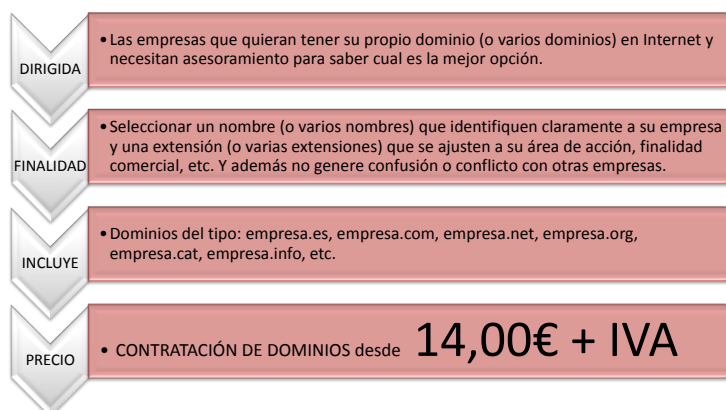 DIRIGIDA
• Las empresas que quieran tener su propio dominio (o varios dominios) en Internet y
necesitan asesoramiento para saber cual es la mejor opción.
FINALIDAD
• Seleccionar un nombre (o varios nombres) que identifiquen claramente a su empresa
y una extensión (o varias extensiones) que se ajusten a su área de acción, finalidad
comercial, etc. Y además no genere confusión o conflicto con otras empresas.
INCLUYE
• Dominios del tipo: empresa.es, empresa.com, empresa.net, empresa.org,
empresa.cat, empresa.info, etc.
PRECIO
• CONTRATACIÓN DE DOMINIOS desde 14,00€ + IVA